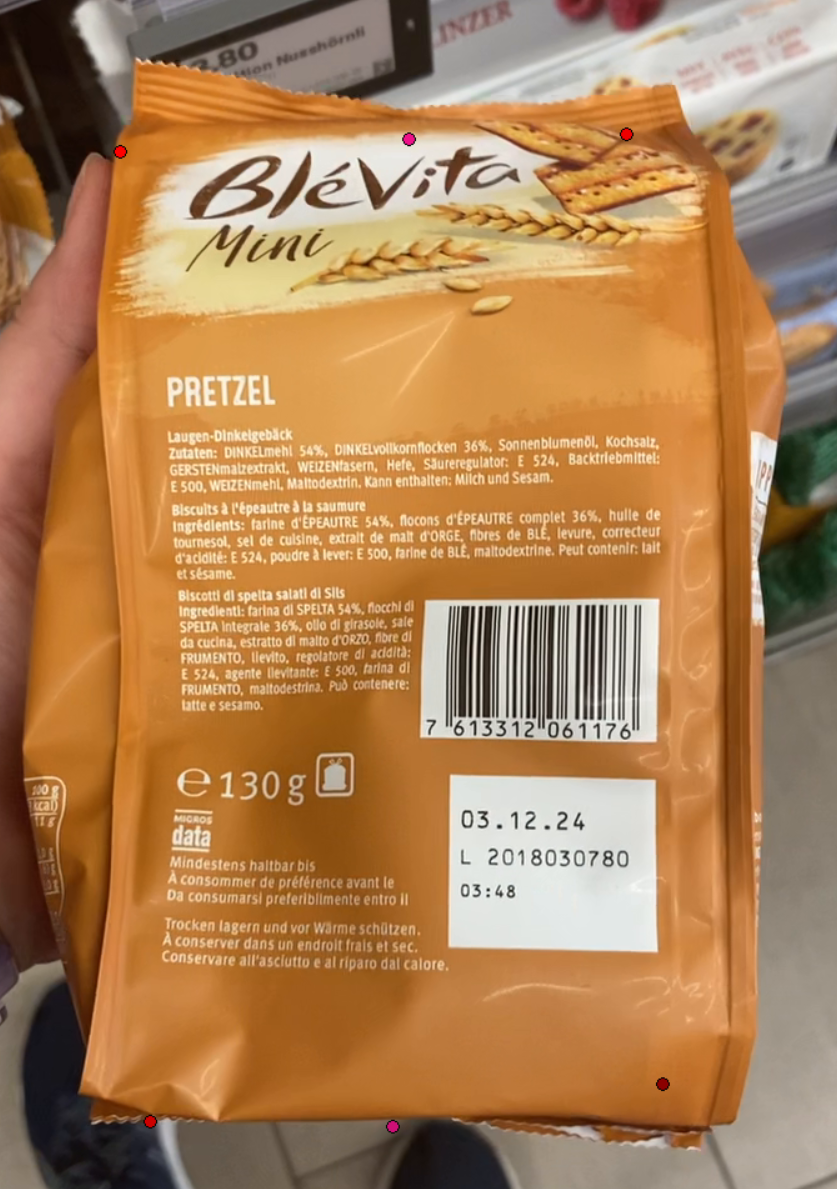 2.80
tion Nusshörnli
LINZER
BléVita
Mini
PRETZEL
Laugen-Dinkelgebäck
Zutaten: DINKELmehl 54%, DINKELvollkornflocken 36%, Sonnenblumenöl, Kochsalz,
GERSTENmalzextrakt, WEIZENfasern, Hefe, Säureregulator: E 524, Backtriebmittel:
E 500, WEIZENmehl, Maltodextrin. Kann enthalten: Milch und Sesam.
Biscuits à l'épeautre à la saumure
Ingrédients: farine d'ÉPEAUTRE 54%, flocons d'ÉPEAUTRE complet 36%, huile de
tournesol, sel de cuisine, extrait de malt d'ORGE, fibres de BLÉ, levure, correcteur
d'acidité: E 524, poudre à lever: E 500, farine de BLÉ, maltodextrine. Peut contenir: lait
et sésame.
Biscotti di spelta salati di Sils
Ingredienti: farina di SPELTA 54%, fiocchi di
SPELTA integrale 36%, olio di girasole, sale
da cucina, estratto di malto d'ORZO, fibre di
FRUMENTO, lievito, regolatore di acidità:
E 524, agente lievitante: E 500, farina di
FRUMENTO, maltodestrina. Può contenere:
latte e sesamo.
7 613312 061176
e 130 g
MIGROS
data
03.12.24
L 2018030780
03:48
Mindestens haltbar bis
À consommer de préférence avant le
Da consumarsi preferibilmente entro il
Trocken lagern und vor Wärme schützen.
À conserver dans un endroit frais et sec.
Conservare all'asciutto e al riparo dal calore.
100 g
kcal)